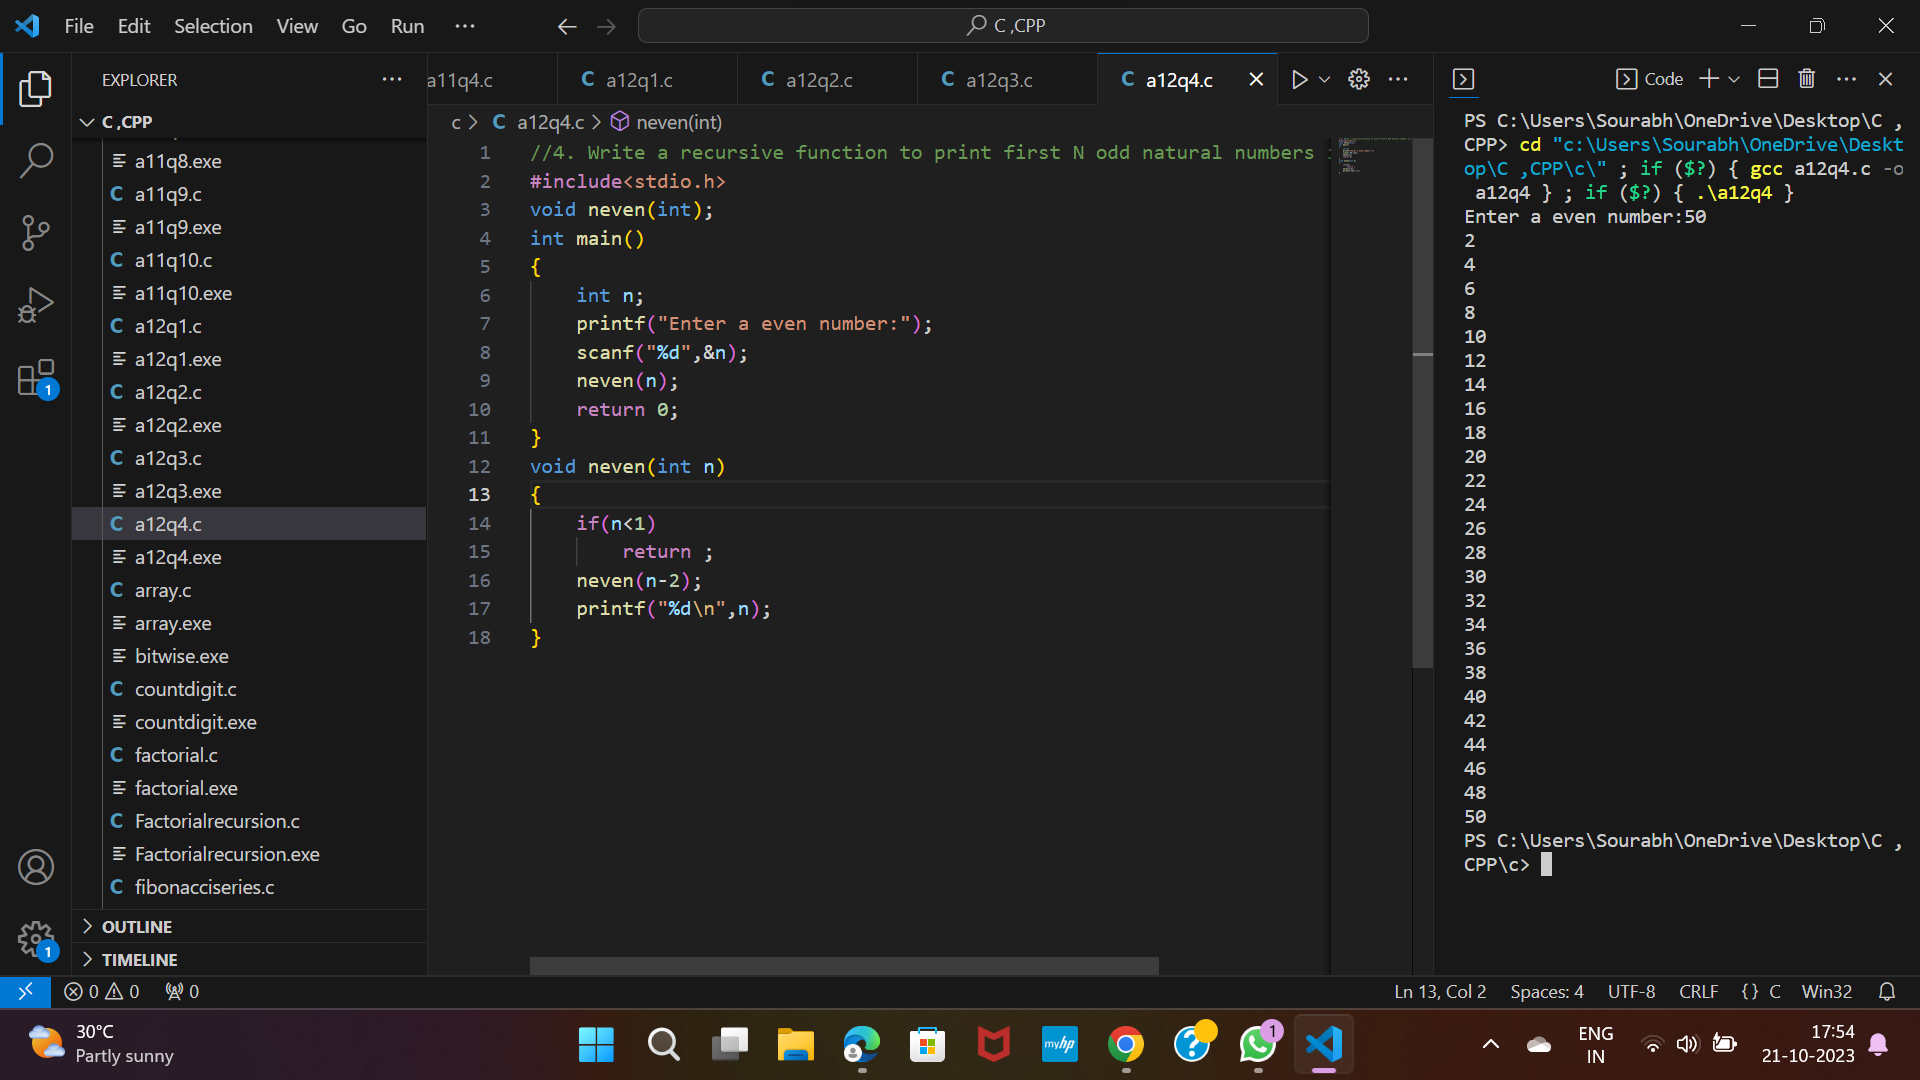 File Edit Selection View Go Run ··· C ,CPP
EXPLORER ···
C ,CPP
a11q8.exe
C a11q9.c
a11q9.exe
C a11q10.c
a11q10.exe
C a12q1.c
a12q1.exe
C a12q2.c
a12q2.exe
C a12q3.c
a12q3.exe
C a12q4.c
a12q4.exe
C array.c
array.exe
bitwise.exe
C countdigit.c
countdigit.exe
C factorial.c
factorial.exe
C Factorialrecursion.c
Factorialrecursion.exe
C fibonacciseries.c
OUTLINE
TIMELINE
1
1
a11q4.c C a12q1.c C a12q2.c C a12q3.c C a12q4.c
c > C a12q4.c > neven(int)
1 //4. Write a recursive function to print first N odd natural numbers
2 #include<stdio.h>
3 void neven(int);
4 int main()
5 {
6 int n;
7 printf("Enter a even number:");
8 scanf("%d",&n);
9 neven(n);
10 return 0;
11 }
12 void neven(int n)
13 {
14 if(n<1)
15 return ;
16 neven(n-2);
17 printf("%d\n",n);
18 }
Code
PS C:\Users\Sourabh\OneDrive\Desktop\C ,
CPP> cd "c:\Users\Sourabh\OneDrive\Deskt
op\C ,CPP\c\" ; if ($?) { gcc a12q4.c -o
a12q4 } ; if ($?) { .\a12q4 }
Enter a even number:50
2
4
6
8
10
12
14
16
18
20
22
24
26
28
30
32
34
36
38
40
42
44
46
48
50
PS C:\Users\Sourabh\OneDrive\Desktop\C ,
CPP\c>
0 0 0 Ln 13, Col 2 Spaces: 4 UTF-8 CRLF {} C Win32
30°C
Partly sunny
myhp
?
1
ENG
IN
17:54
21-10-2023